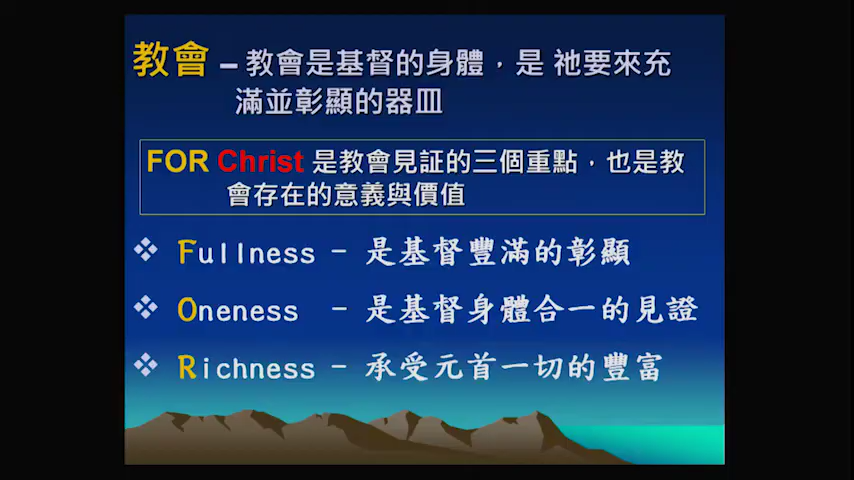 教會 – 教會是基督的身體，是 祂要來充
滿並彰顯的器皿
FOR Christ 是教會見証的三個重點，也是教
會存在的意義與價值
❖ Fullness - 是基督豐滿的彰顯
❖ Oneness - 是基督身體合一的見證
❖ Richness - 承受元首一切的豐富